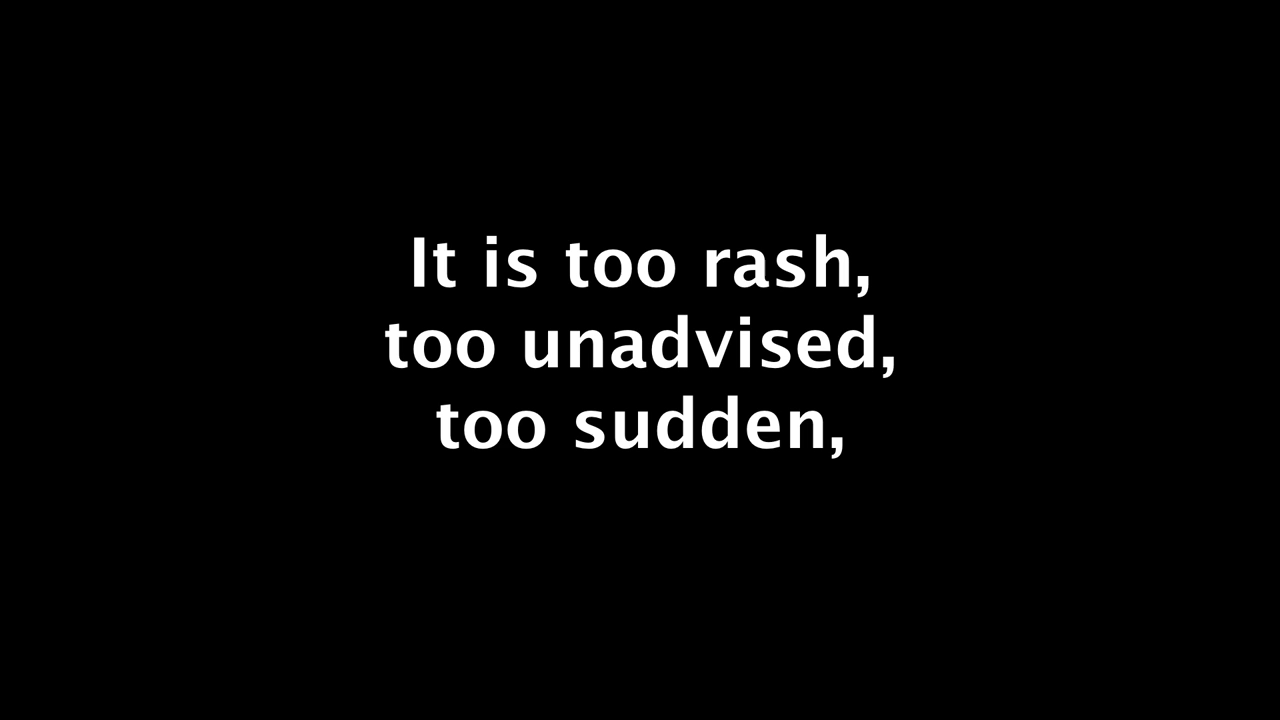 It is too rash,
too unadvised,
too sudden,